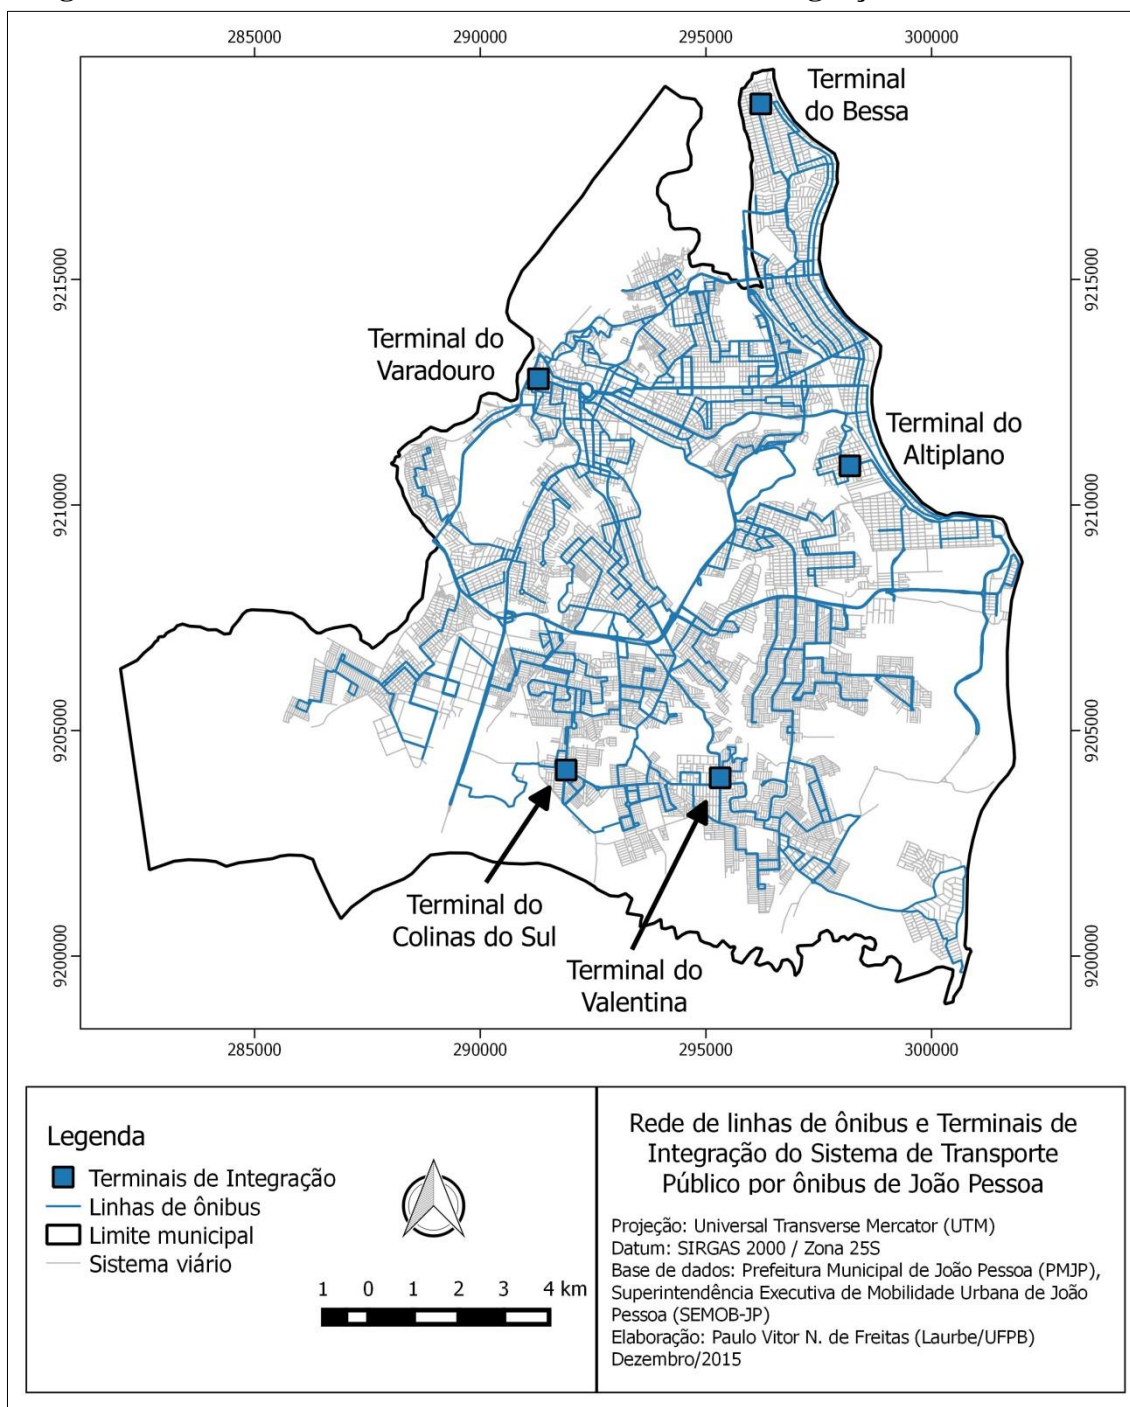 285000 290000 295000 300000
Terminal
do Bessa
9215000
9215000
Terminal do
Varadouro
Terminal do
Altiplano
9210000
9210000
9205000
9205000
Terminal do
Colinas do Sul
Terminal do
Valentina
9200000
9200000
285000 290000 295000 300000
Legenda
Terminais de Integração
Linhas de ônibus
Limite municipal
Sistema viário
1 0 1 2 3 4 km
Rede de linhas de ônibus e Terminais de
Integração do Sistema de Transporte
Público por ônibus de João Pessoa
Projeção: Universal Transverse Mercator (UTM)
Datum: SIRGAS 2000 / Zona 25S
Base de dados: Prefeitura Municipal de João Pessoa (PMJP),
Superintendência Executiva de Mobilidade Urbana de João
Pessoa (SEMOB-JP)
Elaboração: Paulo Vitor N. de Freitas (Laurbe/UFPB)
Dezembro/2015